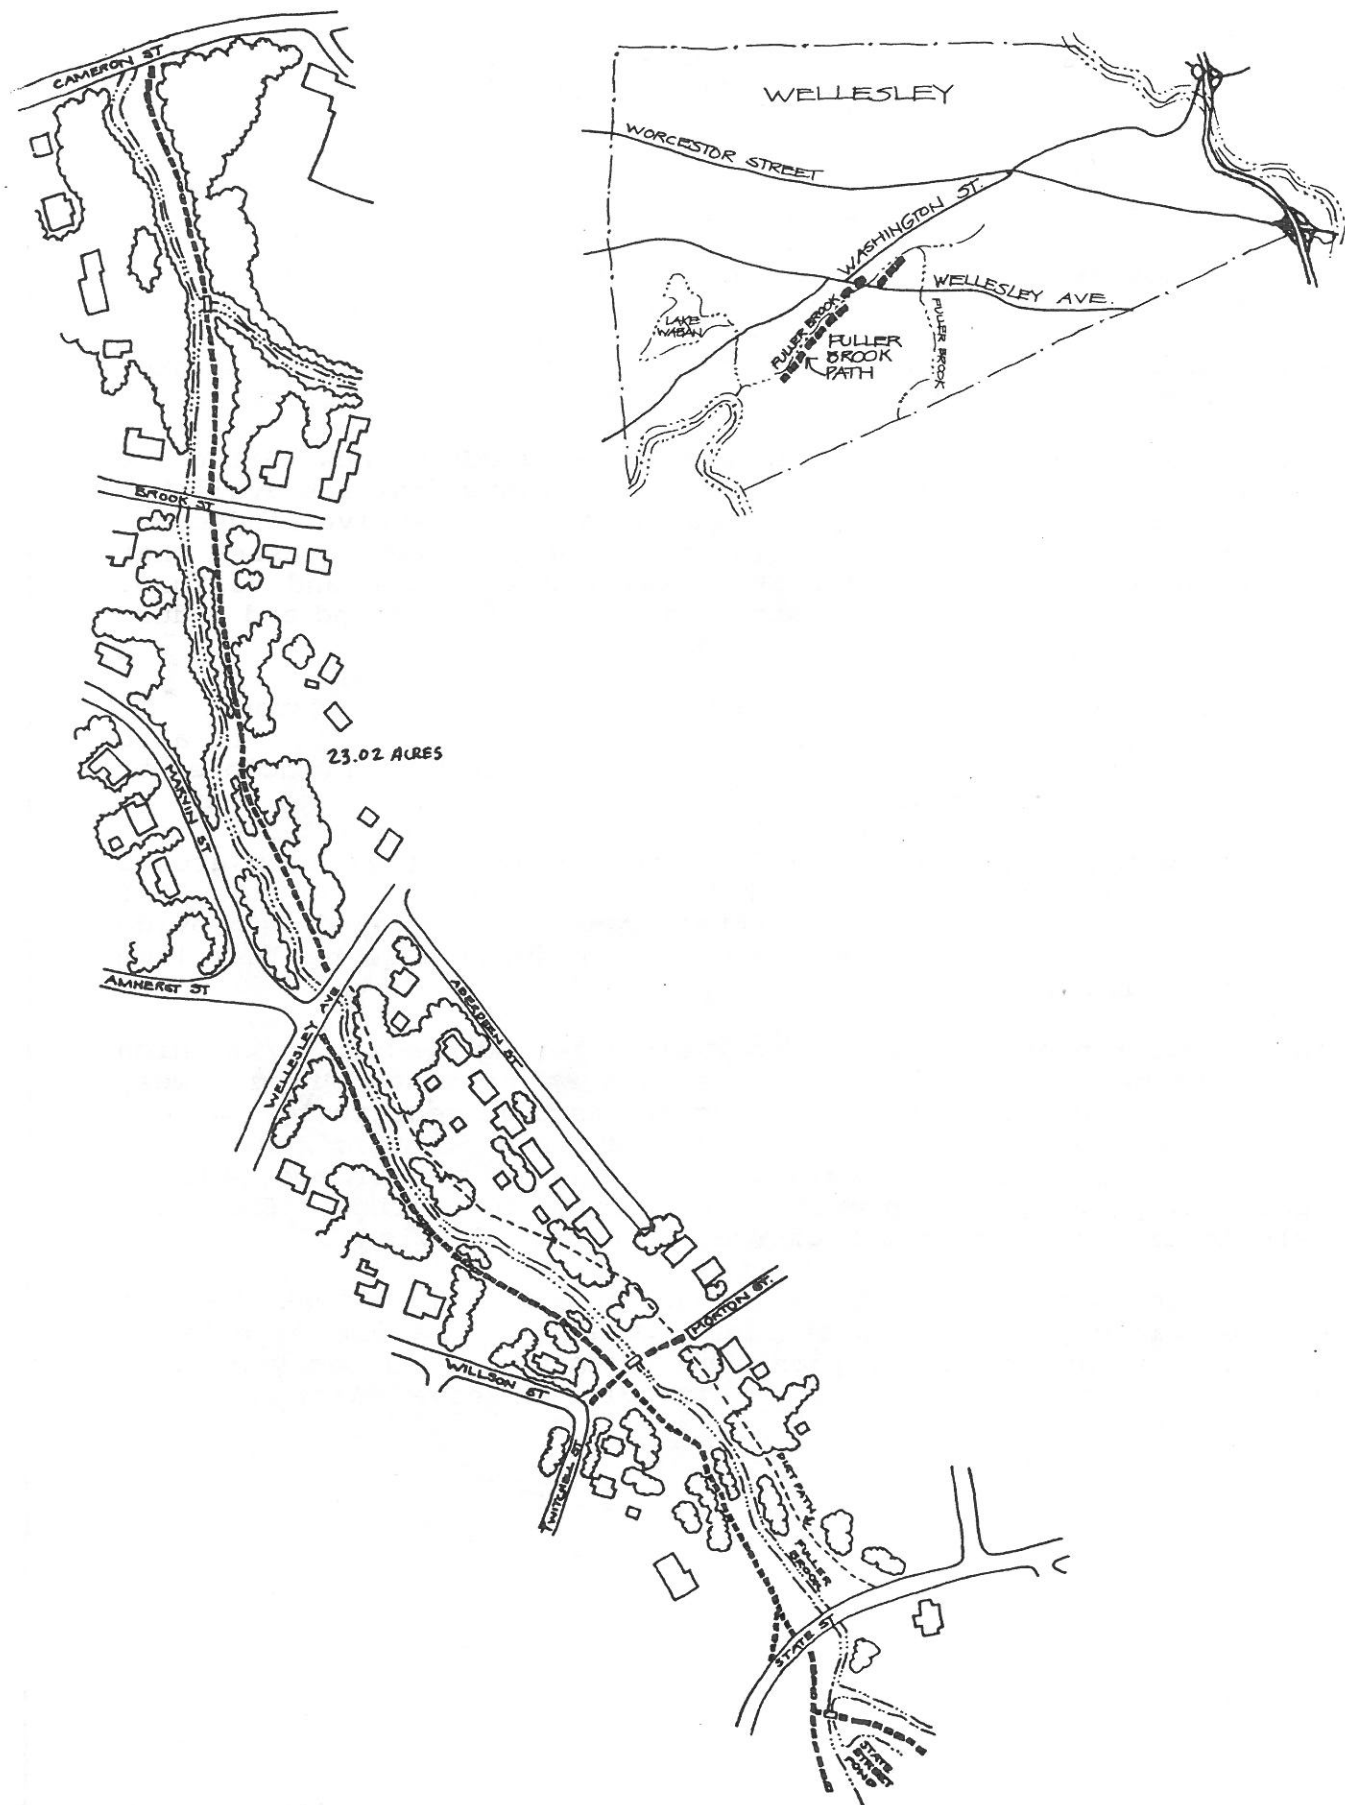 CAMERON ST
WELLESLEY
WORCESTOR STREET
WASHINGTON ST.
WELLESLEY AVE.
LAKE
WABAN
FULLER BROOK
FULLER
BROOK
PATH
FULLER BROOK
BROOK ST
23.02 ACRES
MARVIN ST
AMHERST ST
WELLESLEY AVE
ABERDEEN ST
MORTON ST.
WILLSON ST
TWITCHELL ST
DIRT PATH
FULLER
BROOK
STATE ST
STATE
STREET
POND